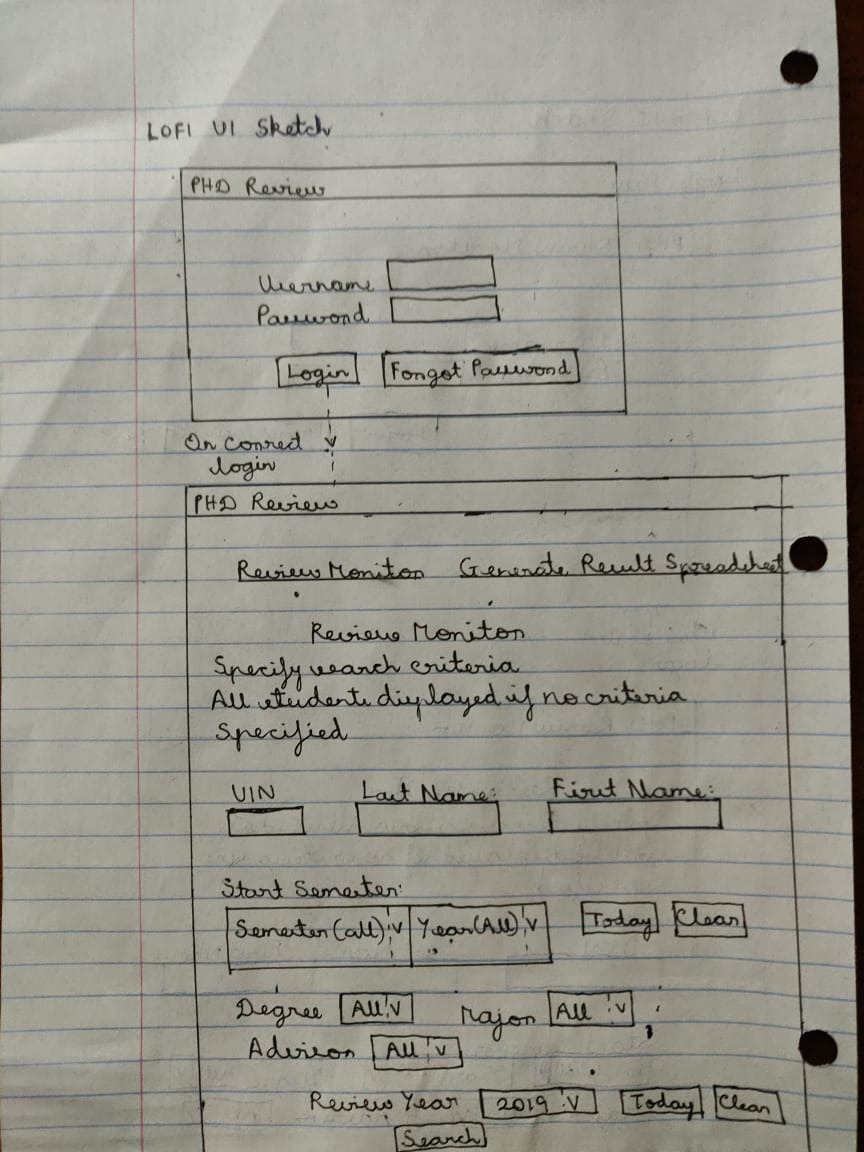 LOFI UI Sketch
PHD Review
Username
Password
Login Forgot Password
On correct
login
PHD Review
Review Monitor Generate Result Spreadsheet
Review Monitor
Specify search criteria
All students displayed if no criteria
Specified
UIN Last Name: First Name:
Start Semester:
Semester (all) V Year (All) V Today Clear
Degree All V Major All V
Advisor All V
Review Year 2019 V Today Clear
Search